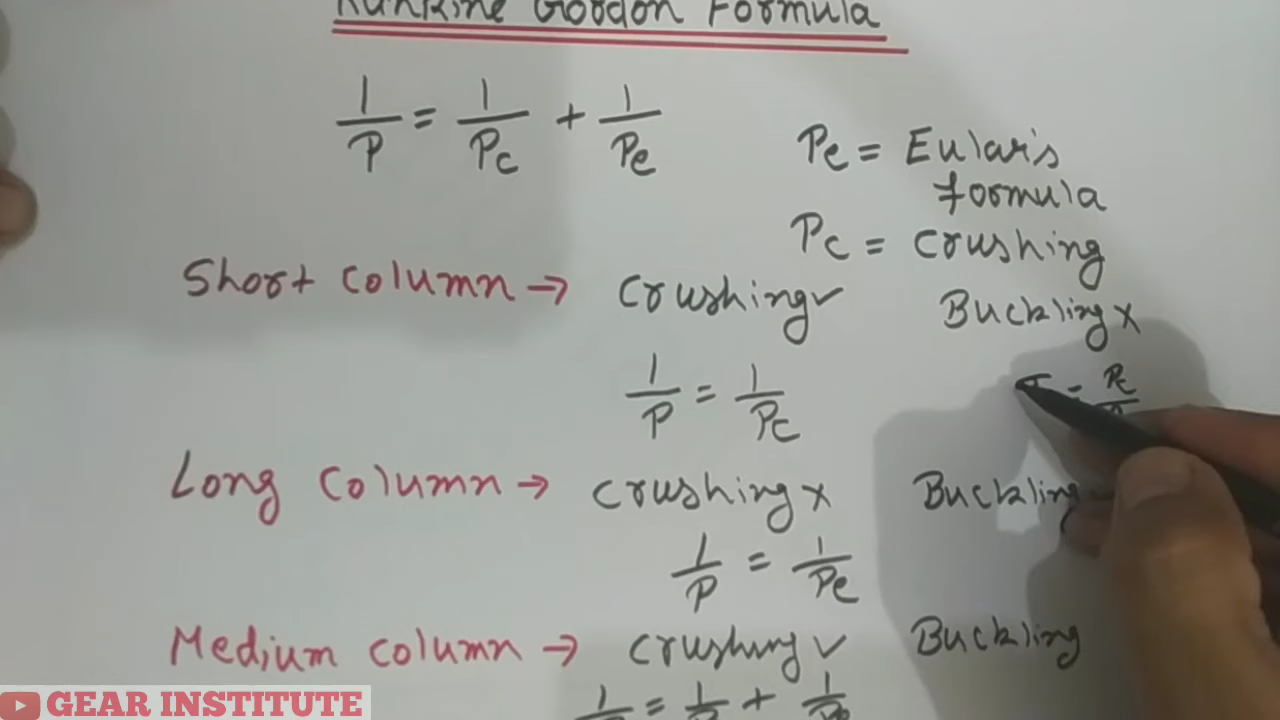 Rankine Gordon Formula
1/P = 1/Pc + 1/Pe
Pe = Eular's
formula
Pc = crushing
Short column → crushing✓ Buckling ×
1/P = 1/Pc
σ = Pc
Long column → crushing × Buckling
1/P = 1/Pe
Medium column → crushing ✓ Buckling
GEAR INSTITUTE